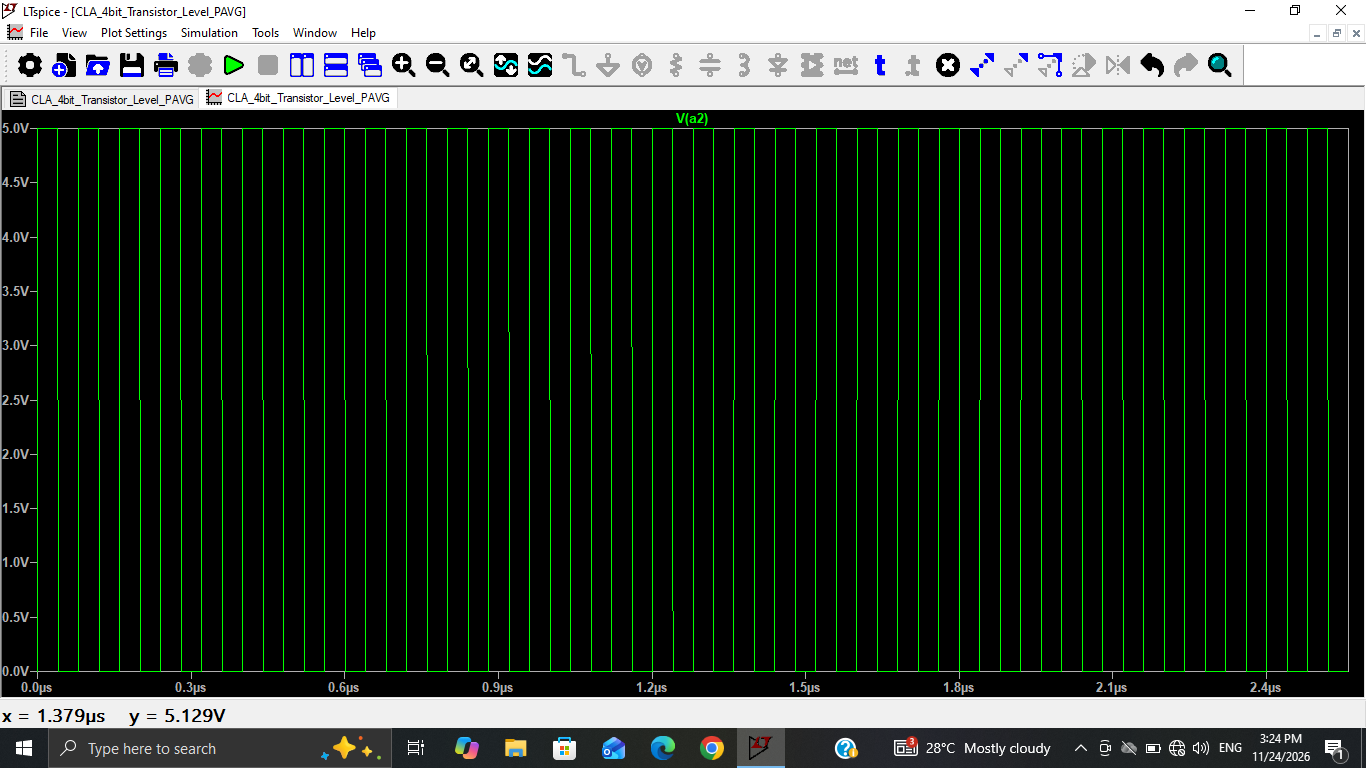 LTspice - [CLA_4bit_Transistor_Level_PAVG]
File View Plot Settings Simulation Tools Window Help
CLA_4bit_Transistor_Level_PAVG CLA_4bit_Transistor_Level_PAVG
V(a2)
5.0V
4.5V
4.0V
3.5V
3.0V
2.5V
2.0V
1.5V
1.0V
0.5V
0.0V
0.0µs 0.3µs 0.6µs 0.9µs 1.2µs 1.5µs 1.8µs 2.1µs 2.4µs
x = 1.379µs y = 5.129V
Type here to search
3
28°C Mostly cloudy
ENG
3:24 PM
11/24/2026
1